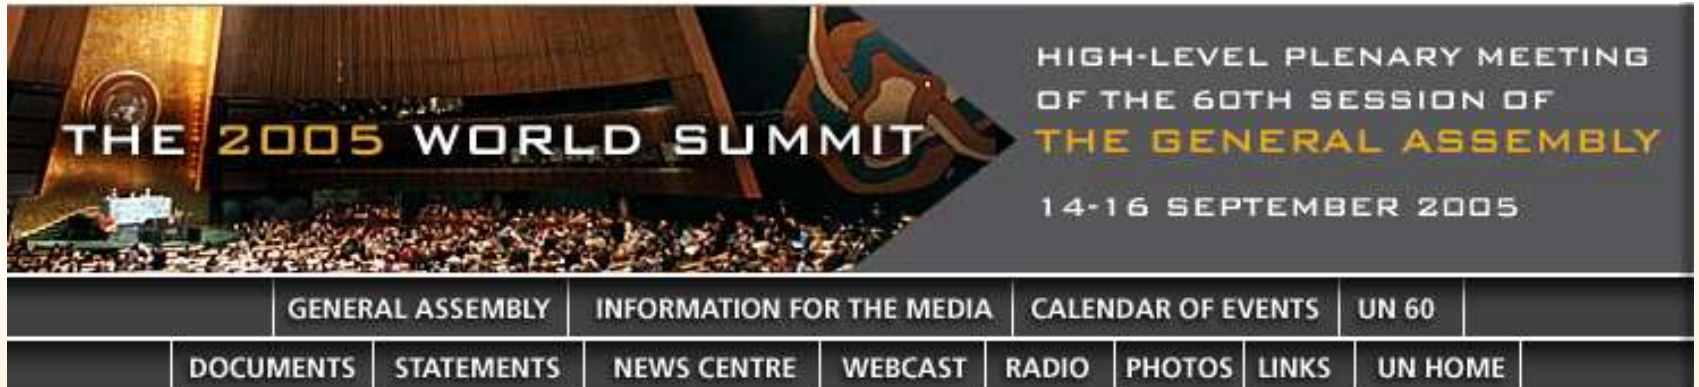 THE 2005 WORLD SUMMIT
HIGH-LEVEL PLENARY MEETING
OF THE 60TH SESSION OF
THE GENERAL ASSEMBLY
14-16 SEPTEMBER 2005
GENERAL ASSEMBLY INFORMATION FOR THE MEDIA CALENDAR OF EVENTS UN 60
DOCUMENTS STATEMENTS NEWS CENTRE WEBCAST RADIO PHOTOS LINKS UN HOME